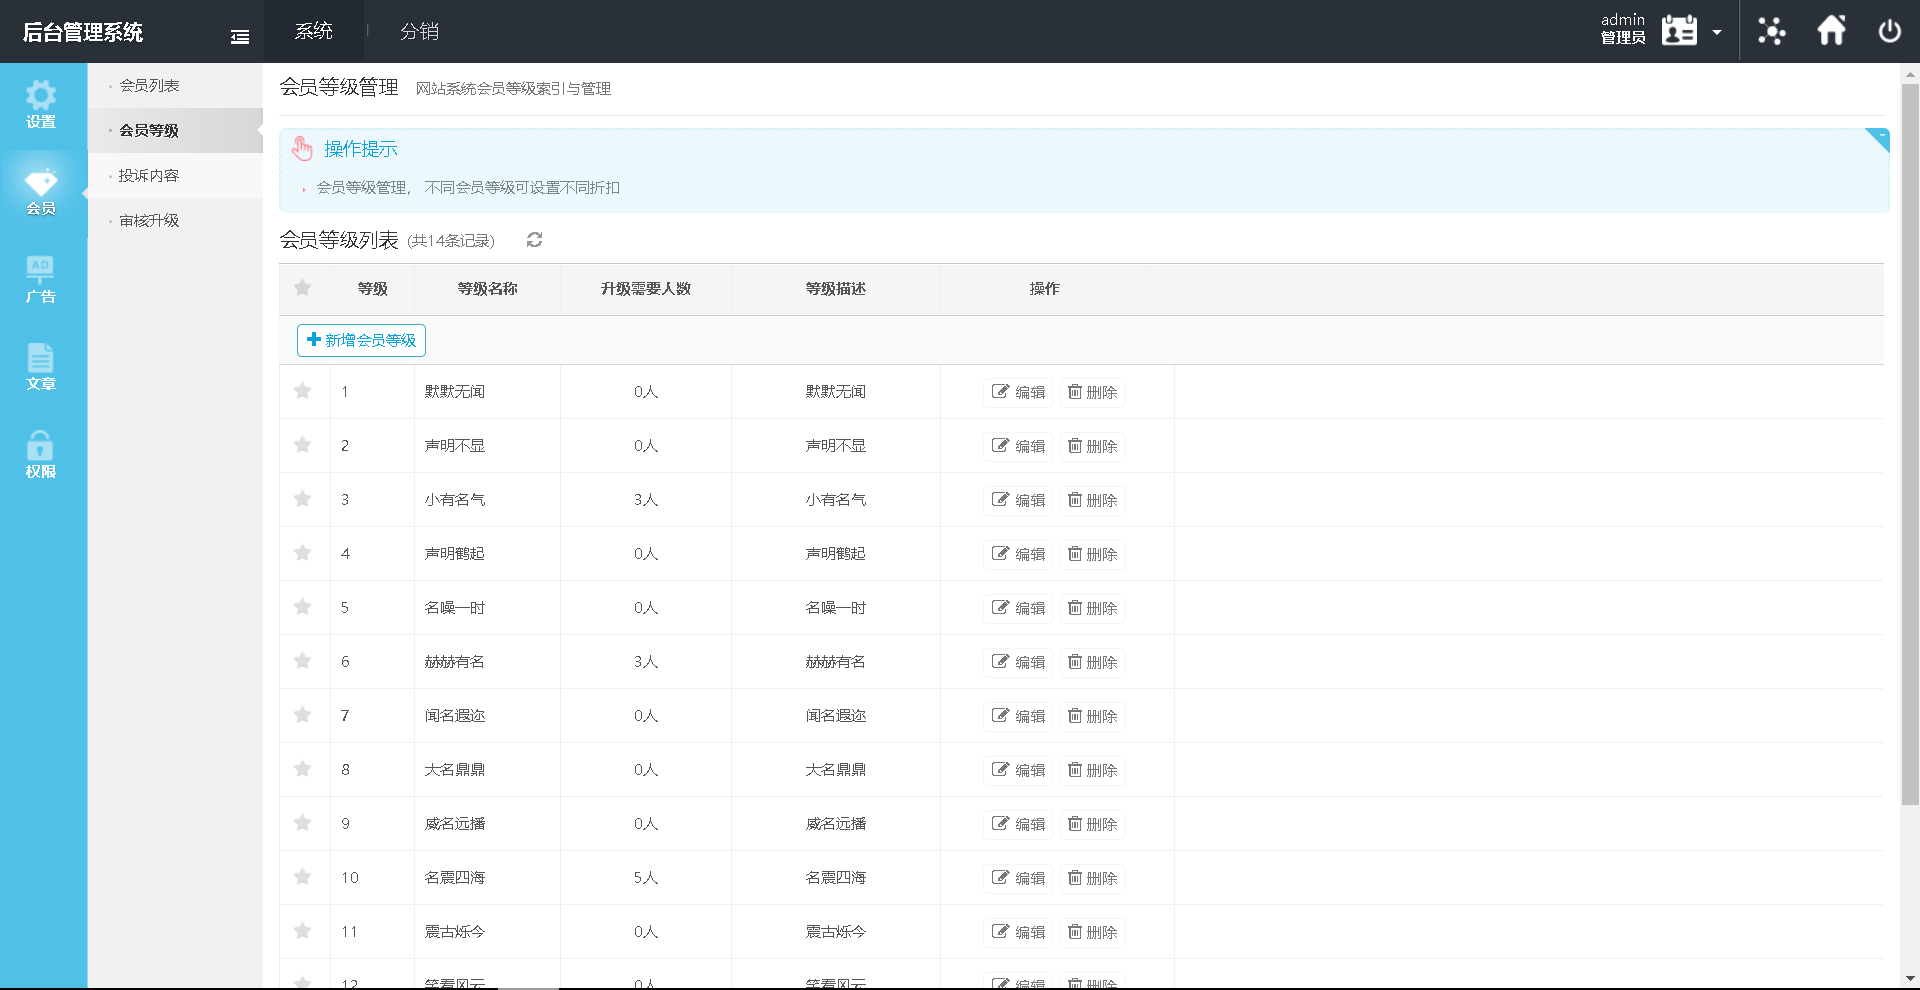 后台管理系统
系统
分销
admin
管理员
设置
会员
AD
广告
文章
权限
会员列表
会员等级
投诉内容
审核升级
会员等级管理 网站系统会员等级索引与管理
操作提示
会员等级管理, 不同会员等级可设置不同折扣
会员等级列表 (共14条记录)
等级 等级名称 升级需要人数 等级描述 操作
新增会员等级
1 默默无闻 0人 默默无闻 编辑 删除
2 声明不显 0人 声明不显 编辑 删除
3 小有名气 3人 小有名气 编辑 删除
4 声明鹤起 0人 声明鹤起 编辑 删除
5 名噪一时 0人 名噪一时 编辑 删除
6 赫赫有名 3人 赫赫有名 编辑 删除
7 闻名遐迩 0人 闻名遐迩 编辑 删除
8 大名鼎鼎 0人 大名鼎鼎 编辑 删除
9 威名远播 0人 威名远播 编辑 删除
10 名震四海 5人 名震四海 编辑 删除
11 震古烁今 0人 震古烁今 编辑 删除
12 笑看风云 0人 笑看风云 编辑 删除